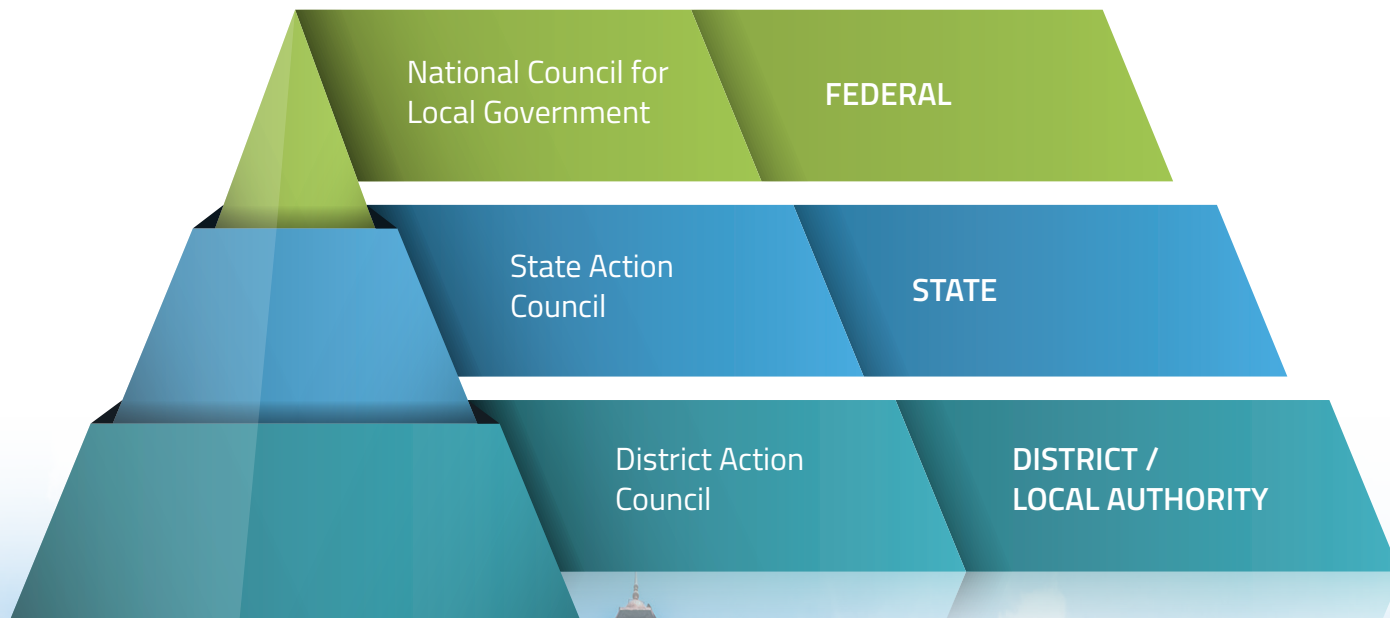 National Council for
Local Government
FEDERAL
State Action
Council
STATE
District Action
Council
DISTRICT /
LOCAL AUTHORITY